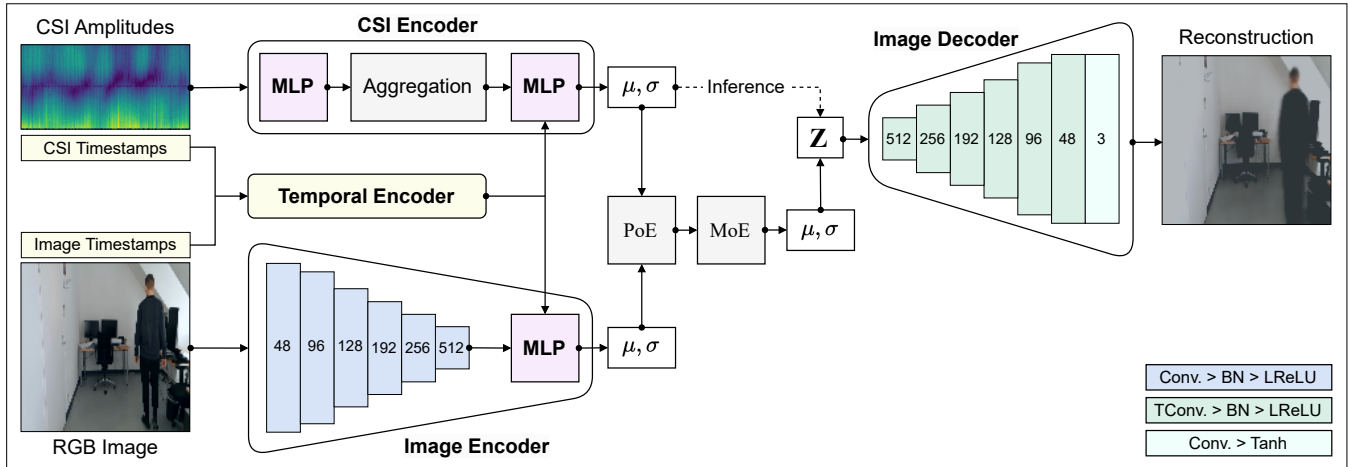 CSI Amplitudes
CSI Encoder
MLP
Aggregation
MLP
μ, σ
Inference
Image Decoder
Reconstruction
CSI Timestamps
Temporal Encoder
Image Timestamps
Z
512
256
192
128
96
48
3
PoE
MoE
μ, σ
48
96
128
192
256
512
MLP
μ, σ
RGB Image
Image Encoder
Conv. > BN > LReLU
TConv. > BN > LReLU
Conv. > Tanh